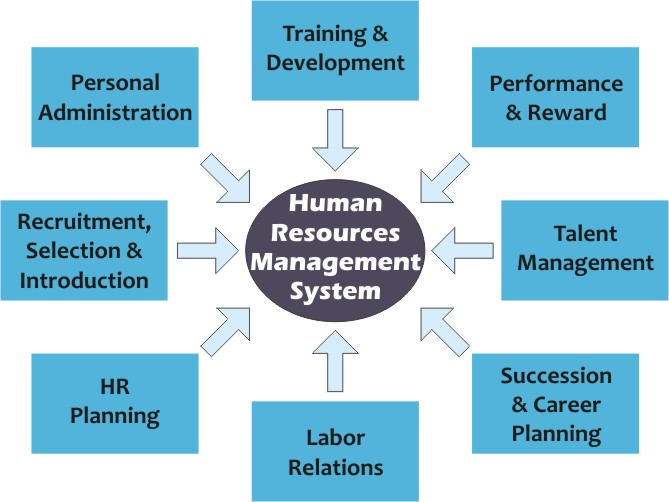 Training &
Development
Personal
Administration
Performance
& Reward
Recruitment,
Selection &
Introduction
Human
Resources
Management
System
Talent
Management
HR
Planning
Labor
Relations
Succession
& Career
Planning